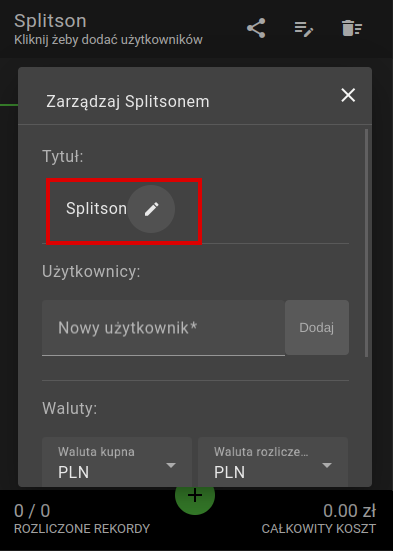 Splitson
Kliknij żeby dodać użytkowników
Zarządzaj Splitsonem
Tytuł:
Splitson
Użytkownicy:
Nowy użytkownik*
Dodaj
Waluty:
Waluta kupna
Waluta rozlicze...
PLN
PLN
0 / 0
0.00 zł
ROZLICZONE REKORDY
CAŁKOWITY KOSZT